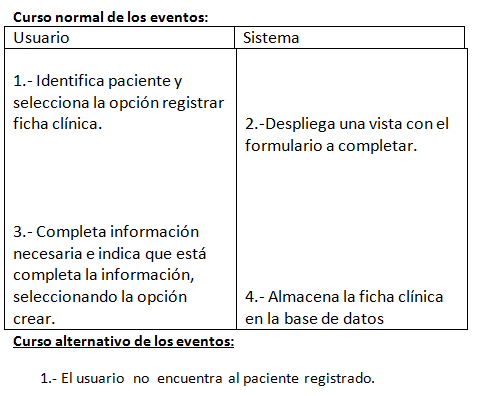 Curso normal de los eventos:
Usuario
Sistema
1.- Identifica paciente y
selecciona la opción registrar
ficha clínica.
2.-Despliega una vista con el
formulario a completar.
3.- Completa información
necesaria e indica que está
completa la información,
seleccionando la opción
crear.
4.- Almacena la ficha clínica
en la base de datos
Curso alternativo de los eventos:
1.- El usuario no encuentra al paciente registrado.